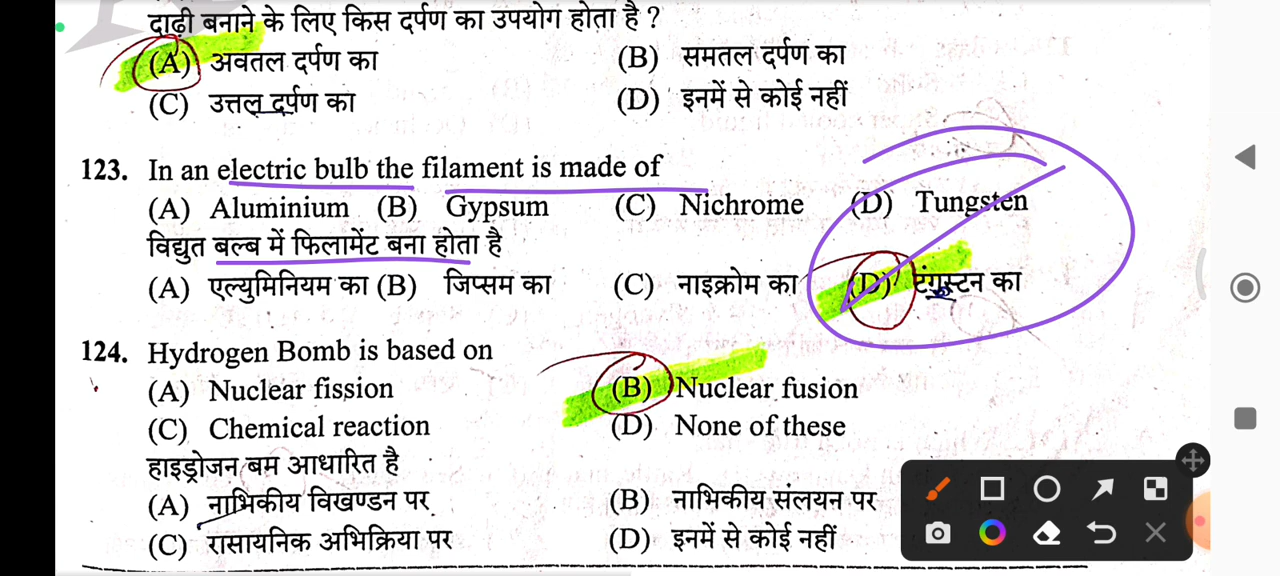 दाढ़ी बनाने के लिए किस दर्पण का उपयोग होता है ?
(A) अवतल दर्पण का (B) समतल दर्पण का
(C) उत्तल दर्पण का (D) इनमें से कोई नहीं
123. In an electric bulb the filament is made of
(A) Aluminium (B) Gypsum (C) Nichrome (D) Tungsten
विद्युत बल्ब में फिलामेंट बना होता है
(A) एल्युमिनियम का (B) जिप्सम का (C) नाइक्रोम का (D) टंगस्टन का
124. Hydrogen Bomb is based on
(A) Nuclear fission (B) Nuclear fusion
(C) Chemical reaction (D) None of these
हाइड्रोजन बम आधारित है
(A) नाभिकीय विखण्डन पर (B) नाभिकीय संलयन पर
(C) रासायनिक अभिक्रिया पर (D) इनमें से कोई नहीं